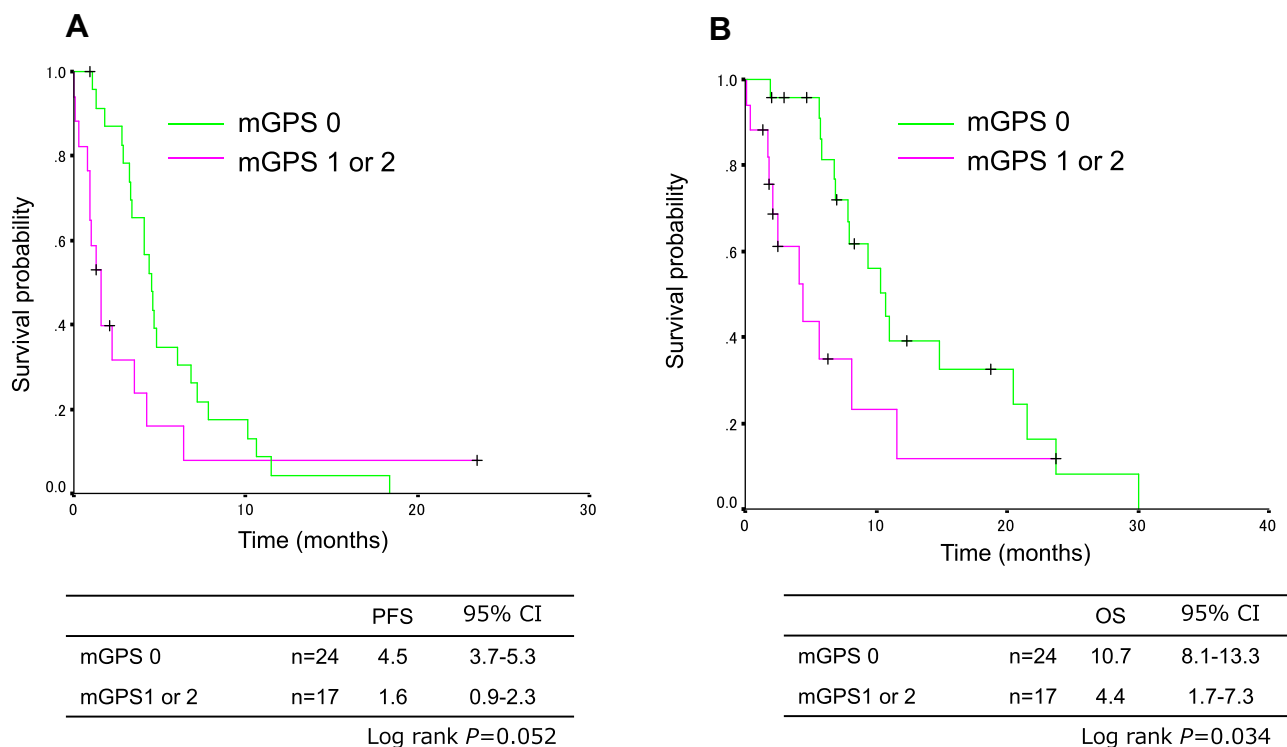 A
1.0
.8
.6
.4
.2
0.0
Survival probability
mGPS 0
mGPS 1 or 2
0
10
20
30
Time (months)
PFS 95% CI
mGPS 0 n=24 4.5 3.7-5.3
mGPS1 or 2 n=17 1.6 0.9-2.3
Log rank P=0.052
B
1.0
.8
.6
.4
.2
0.0
Survival probability
mGPS 0
mGPS 1 or 2
0
10
20
30
40
Time (months)
OS 95% CI
mGPS 0 n=24 10.7 8.1-13.3
mGPS1 or 2 n=17 4.4 1.7-7.3
Log rank P=0.034